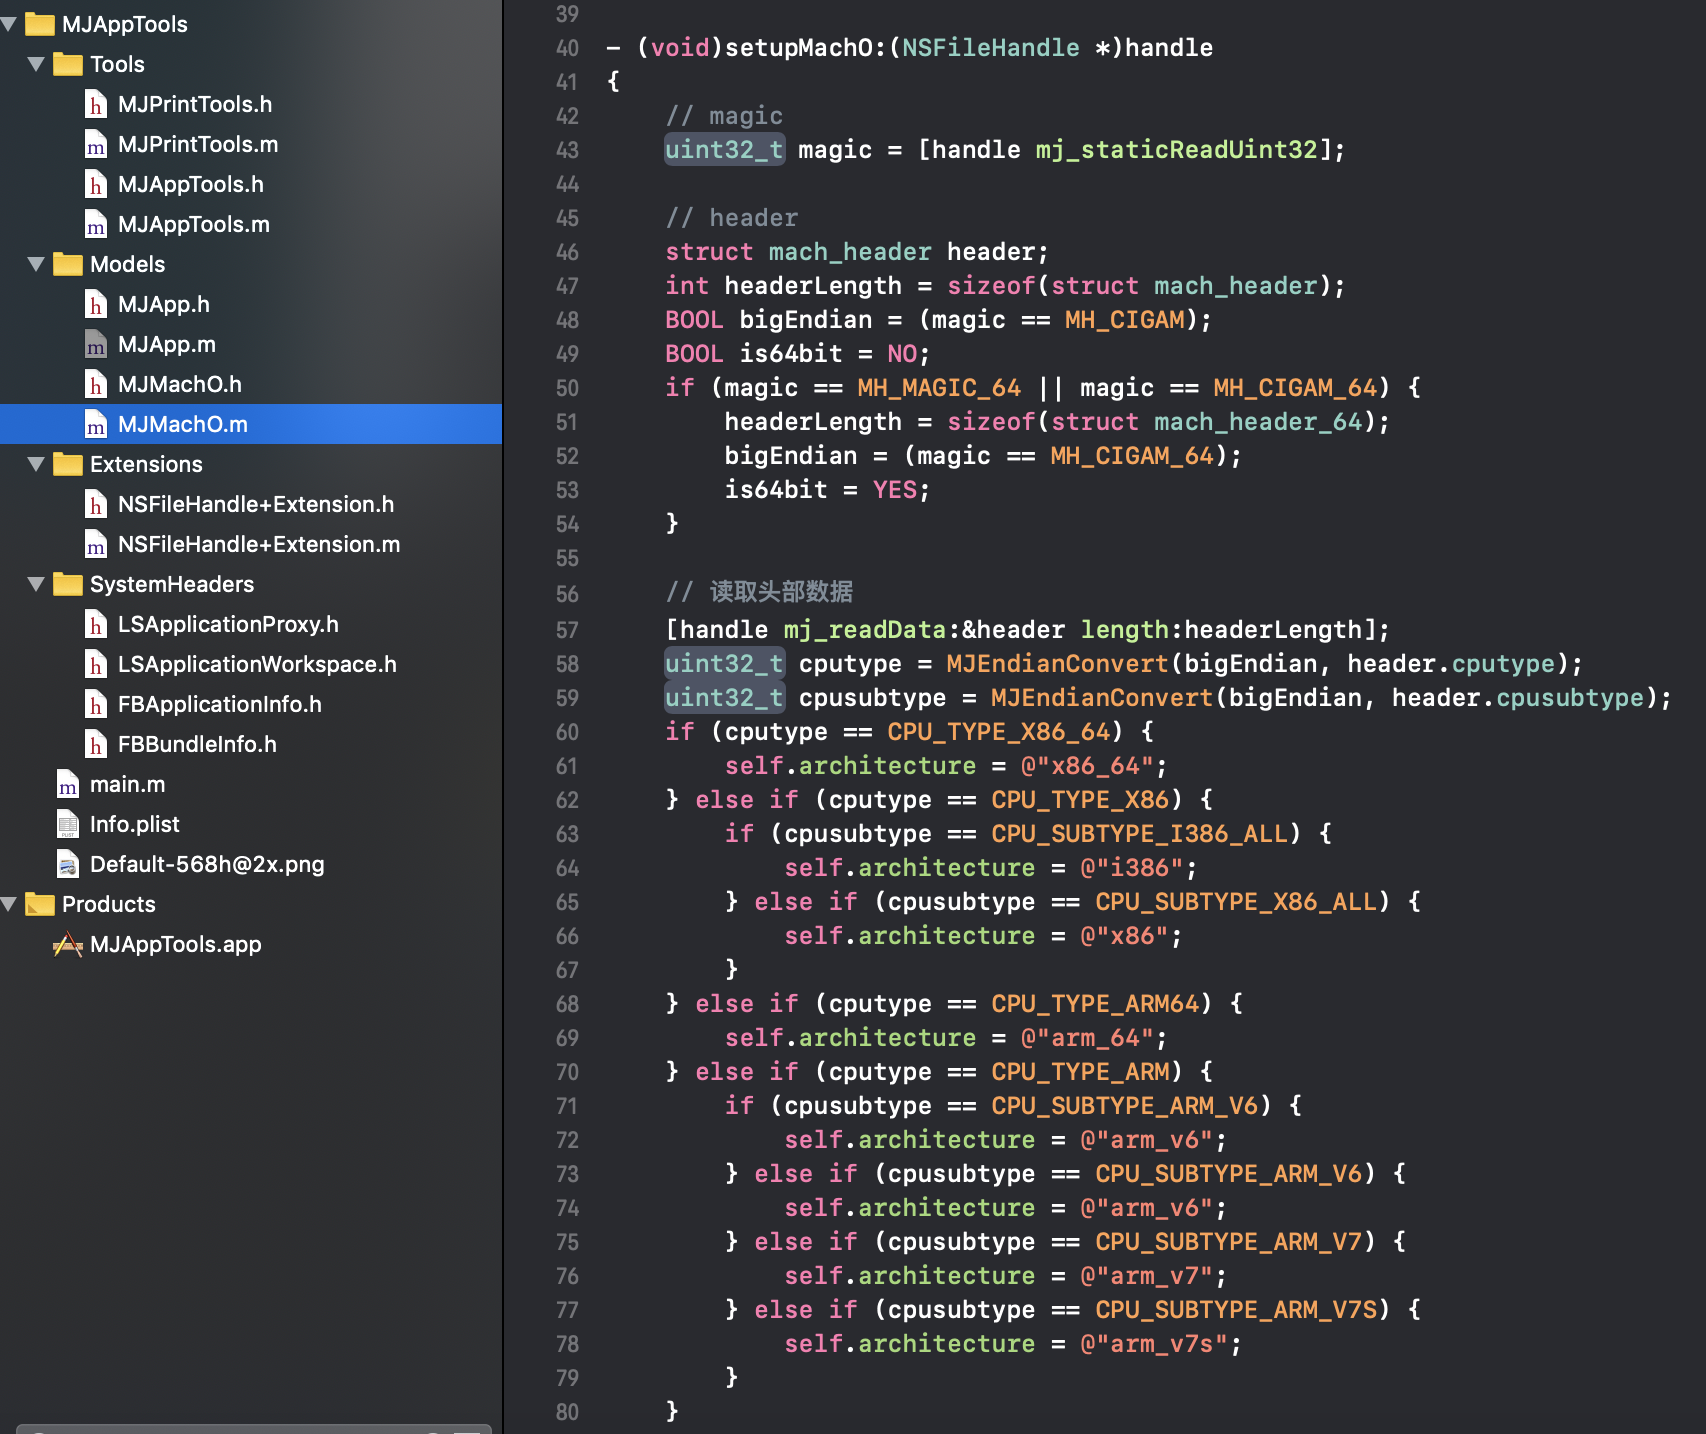 MJAppTools
Tools
MJPrintTools.h
MJPrintTools.m
MJAppTools.h
MJAppTools.m
Models
MJApp.h
MJApp.m
MJMachO.h
MJMachO.m
Extensions
NSFileHandle+Extension.h
NSFileHandle+Extension.m
SystemHeaders
LSApplicationProxy.h
LSApplicationWorkspace.h
FBApplicationInfo.h
FBBundleInfo.h
main.m
Info.plist
Default-568h@2x.png
Products
MJAppTools.app
39
40 - (void)setupMachO:(NSFileHandle *)handle
41 {
42     // magic
43     uint32_t magic = [handle mj_staticReadUint32];
44
45     // header
46     struct mach_header header;
47     int headerLength = sizeof(struct mach_header);
48     BOOL bigEndian = (magic == MH_CIGAM);
49     BOOL is64bit = NO;
50     if (magic == MH_MAGIC_64 || magic == MH_CIGAM_64) {
51         headerLength = sizeof(struct mach_header_64);
52         bigEndian = (magic == MH_CIGAM_64);
53         is64bit = YES;
54     }
55
56     // 读取头部数据
57     [handle mj_readData:&header length:headerLength];
58     uint32_t cputype = MJEndianConvert(bigEndian, header.cputype);
59     uint32_t cpusubtype = MJEndianConvert(bigEndian, header.cpusubtype);
60     if (cputype == CPU_TYPE_X86_64) {
61         self.architecture = @"x86_64";
62     } else if (cputype == CPU_TYPE_X86) {
63         if (cpusubtype == CPU_SUBTYPE_I386_ALL) {
64             self.architecture = @"i386";
65         } else if (cpusubtype == CPU_SUBTYPE_X86_ALL) {
66             self.architecture = @"x86";
67         }
68     } else if (cputype == CPU_TYPE_ARM64) {
69         self.architecture = @"arm_64";
70     } else if (cputype == CPU_TYPE_ARM) {
71         if (cpusubtype == CPU_SUBTYPE_ARM_V6) {
72             self.architecture = @"arm_v6";
73         } else if (cpusubtype == CPU_SUBTYPE_ARM_V6) {
74             self.architecture = @"arm_v6";
75         } else if (cpusubtype == CPU_SUBTYPE_ARM_V7) {
76             self.architecture = @"arm_v7";
77         } else if (cpusubtype == CPU_SUBTYPE_ARM_V7S) {
78             self.architecture = @"arm_v7s";
79         }
80     }